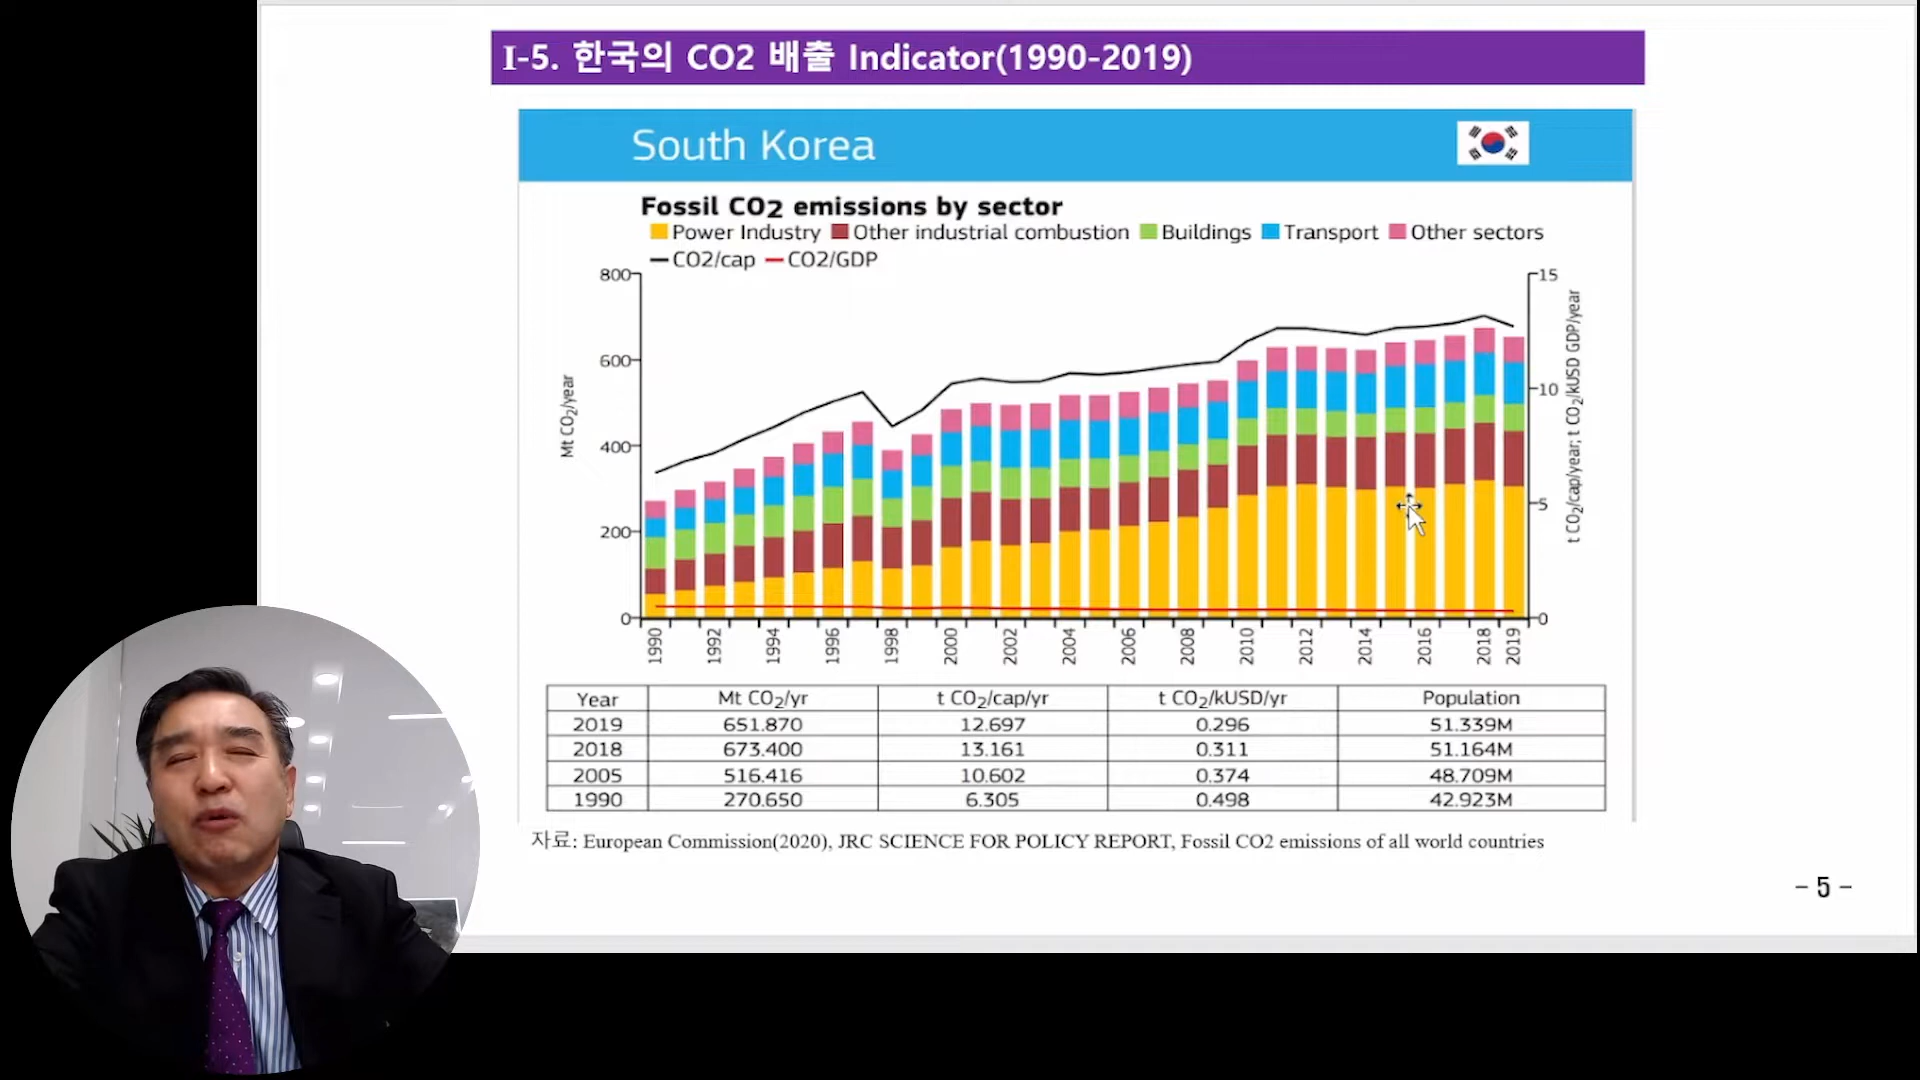 I-5. 한국의 CO2 배출 Indicator(1990-2019)
South Korea
Fossil CO2 emissions by sector
Power Industry Other industrial combustion Buildings Transport Other sectors
CO2/cap CO2/GDP
800
600
400
200
0
Mt CO2/year
15
10
5
0
t CO2/cap/year; t CO2/kUSD GDP/year
1990 1992 1994 1996 1998 2000 2002 2004 2006 2008 2010 2012 2014 2016 2018 2019
Year Mt CO2/yr t CO2/cap/yr t CO2/kUSD/yr Population
2019 651.870 12.697 0.296 51.339M
2018 673.400 13.161 0.311 51.164M
2005 516.416 10.602 0.374 48.709M
1990 270.650 6.305 0.498 42.923M
자료: European Commission(2020), JRC SCIENCE FOR POLICY REPORT, Fossil CO2 emissions of all world countries
- 5 -